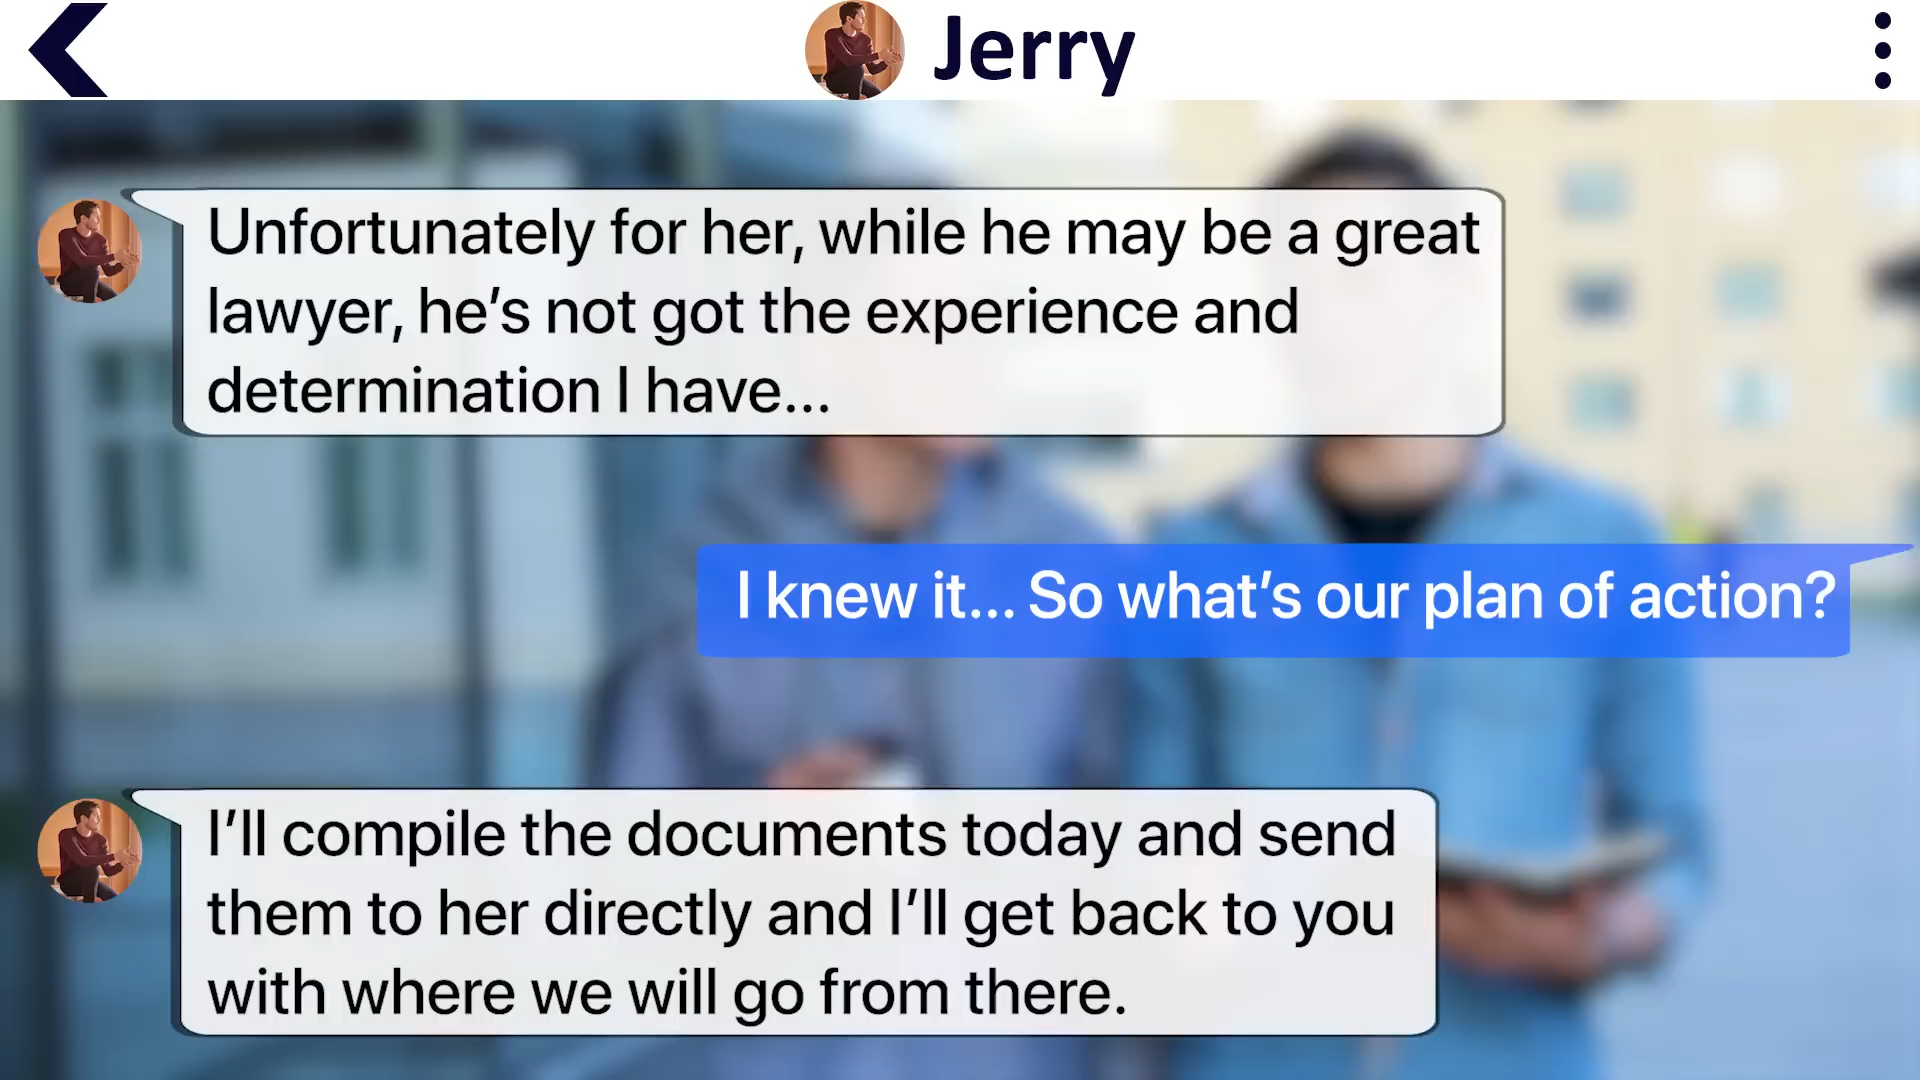 Jerry
Unfortunately for her, while he may be a great
lawyer, he’s not got the experience and
determination I have...
I knew it... So what’s our plan of action?
I’ll compile the documents today and send
them to her directly and I’ll get back to you
with where we will go from there.